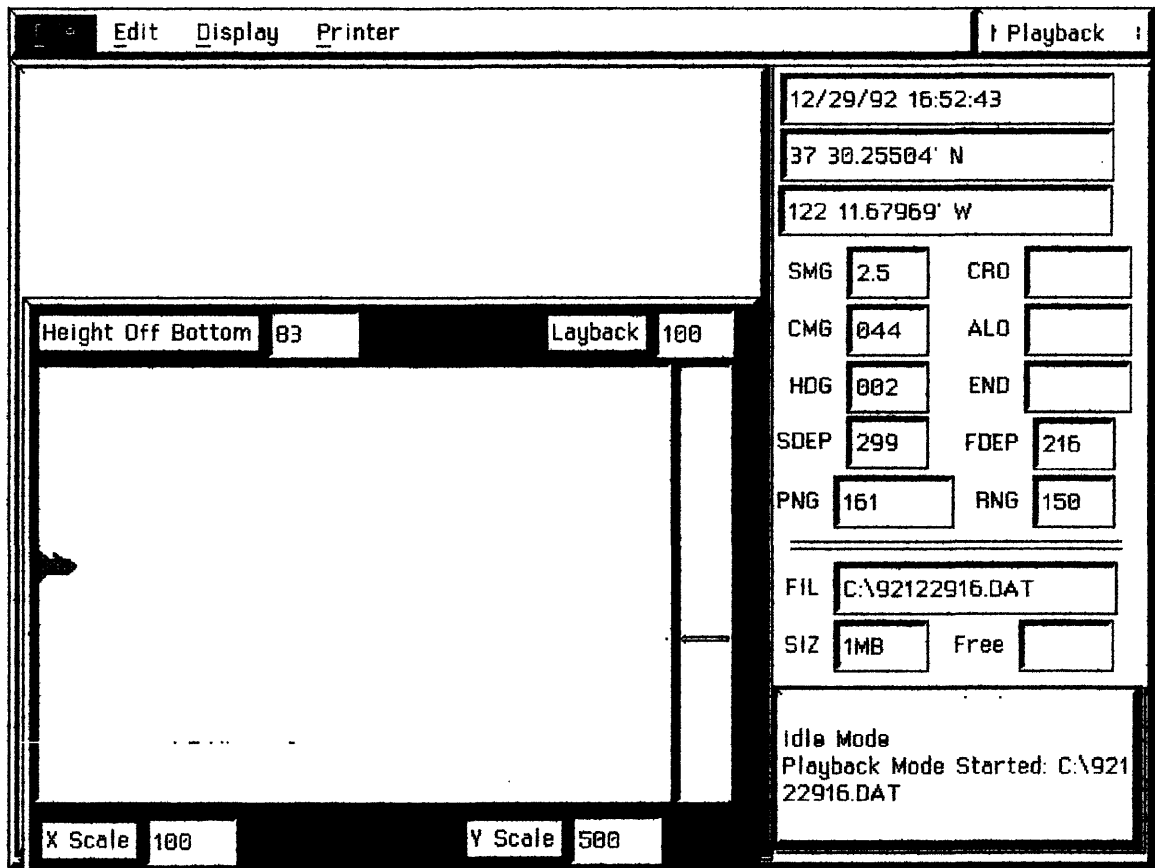 Edit Display Printer Playback
12/29/92 16:52:43
37 30.25504' N
122 11.67969' W
SMG 2.5 CRO
Height Off Bottom 83 Layback 100
CMG 044 ALO
HDG 002 END
SDEP 299 FDEP 216
PNG 161 RNG 150
FIL C:\92122916.DAT
SIZ 1MB Free
Idle Mode
Playback Mode Started: C:\921
22916.DAT
X Scale 100 Y Scale 500